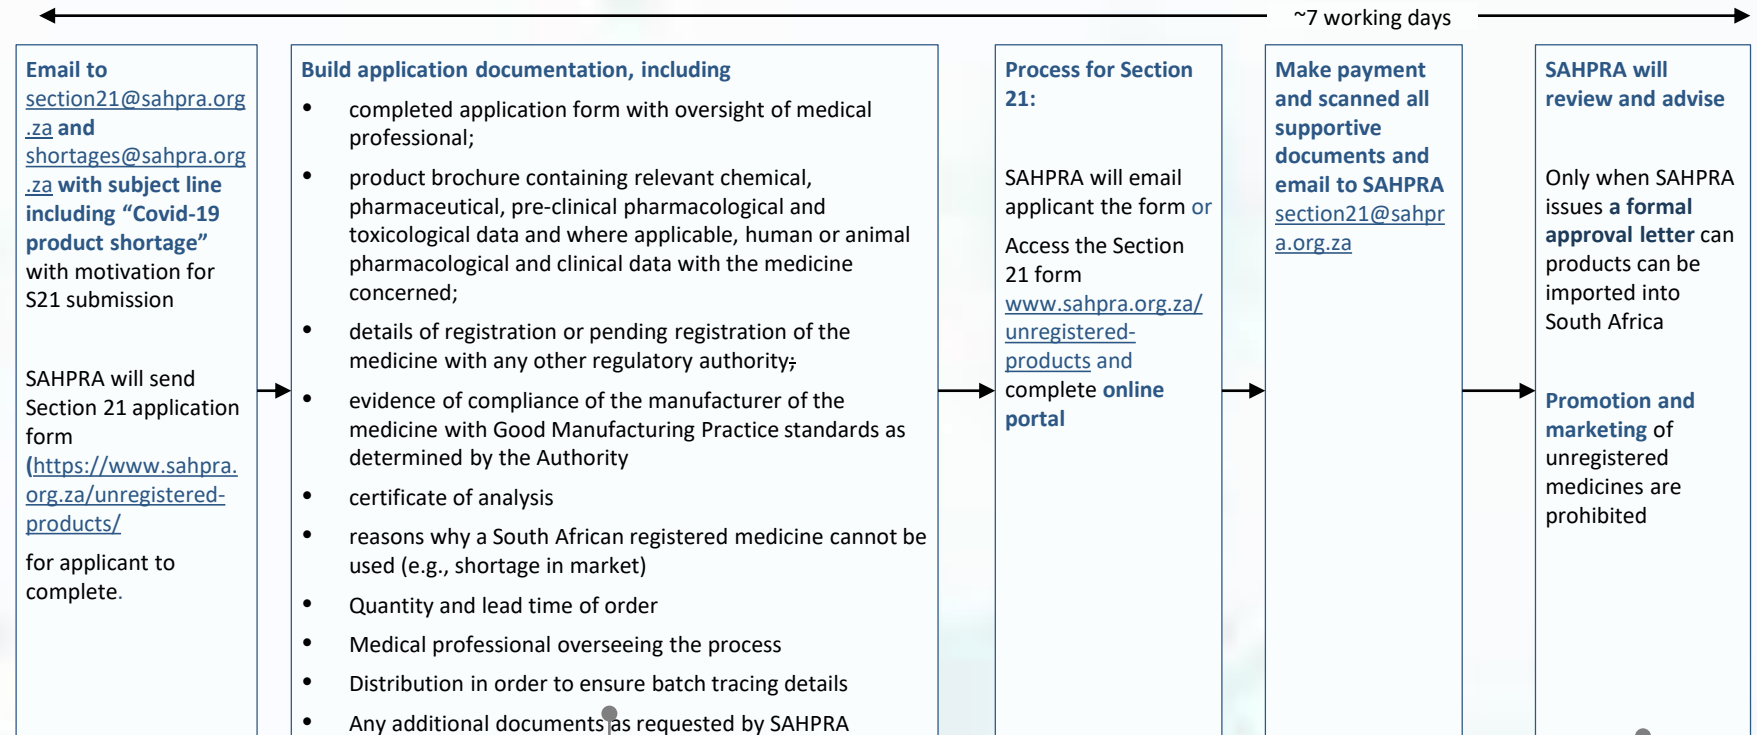 ~7 working days
Email to
section21@sahpra.org
.za and
shortages@sahpra.org
.za with subject line
including “Covid-19
product shortage”
with motivation for
S21 submission
SAHPRA will send
Section 21 application
form
(https://www.sahpra.
org.za/unregistered-
products/
for applicant to
complete.
Build application documentation, including
• completed application form with oversight of medical
professional;
• product brochure containing relevant chemical,
pharmaceutical, pre-clinical pharmacological and
toxicological data and where applicable, human or animal
pharmacological and clinical data with the medicine
concerned;
• details of registration or pending registration of the
medicine with any other regulatory authority;
• evidence of compliance of the manufacturer of the
medicine with Good Manufacturing Practice standards as
determined by the Authority
• certificate of analysis
• reasons why a South African registered medicine cannot be
used (e.g., shortage in market)
• Quantity and lead time of order
• Medical professional overseeing the process
• Distribution in order to ensure batch tracing details
• Any additional documents as requested by SAHPRA
Process for Section
21:
SAHPRA will email
applicant the form or
Access the Section
21 form
www.sahpra.org.za/
unregistered-
products and
complete online
portal
Make payment
and scanned all
supportive
documents and
email to SAHPRA
section21@sahpr
a.org.za
SAHPRA will
review and advise
Only when SAHPRA
issues a formal
approval letter can
products can be
imported into
South Africa
Promotion and
marketing of
unregistered
medicines are
prohibited